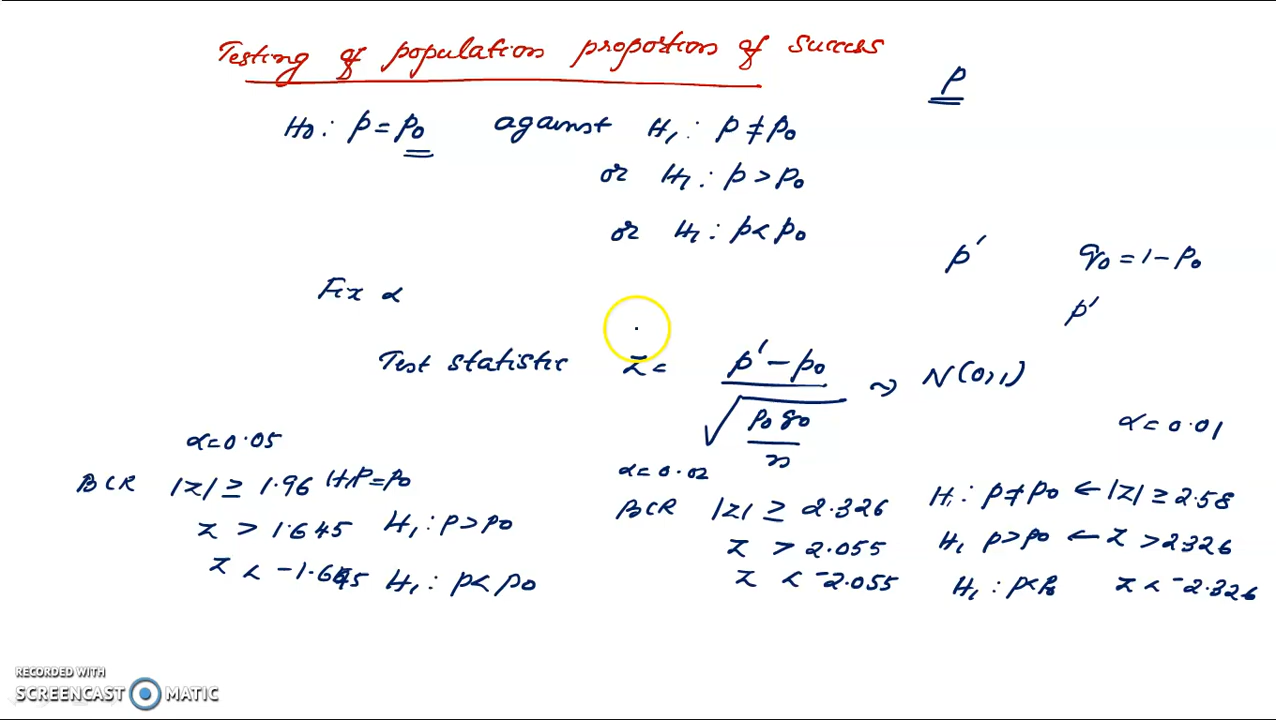 Testing of population proportion of success
p
H0 : p = p0 against H1 : p ≠ p0
or H1 : p > p0
or H1 : p < p0
p′ q0 = 1 - p0
Fix α
p′
Test statistic Z = (p′ - p0) / √(p0 q0 / n) ~ N(0,1)
α = 0.05
BCR |Z| ≥ 1.96 H1 P = p0
Z > 1.645 H1 : p > p0
Z < -1.645 H1 : p < p0
α = 0.02
BCR |Z| ≥ 2.326
Z > 2.055
Z < -2.055
α = 0.01
H1 : p ≠ p0 ← |Z| ≥ 2.58
H1 p > p0 ← Z > 2.326
H1 : p < p0 Z < -2.326
RECORDED WITH
SCREENCAST MATIC